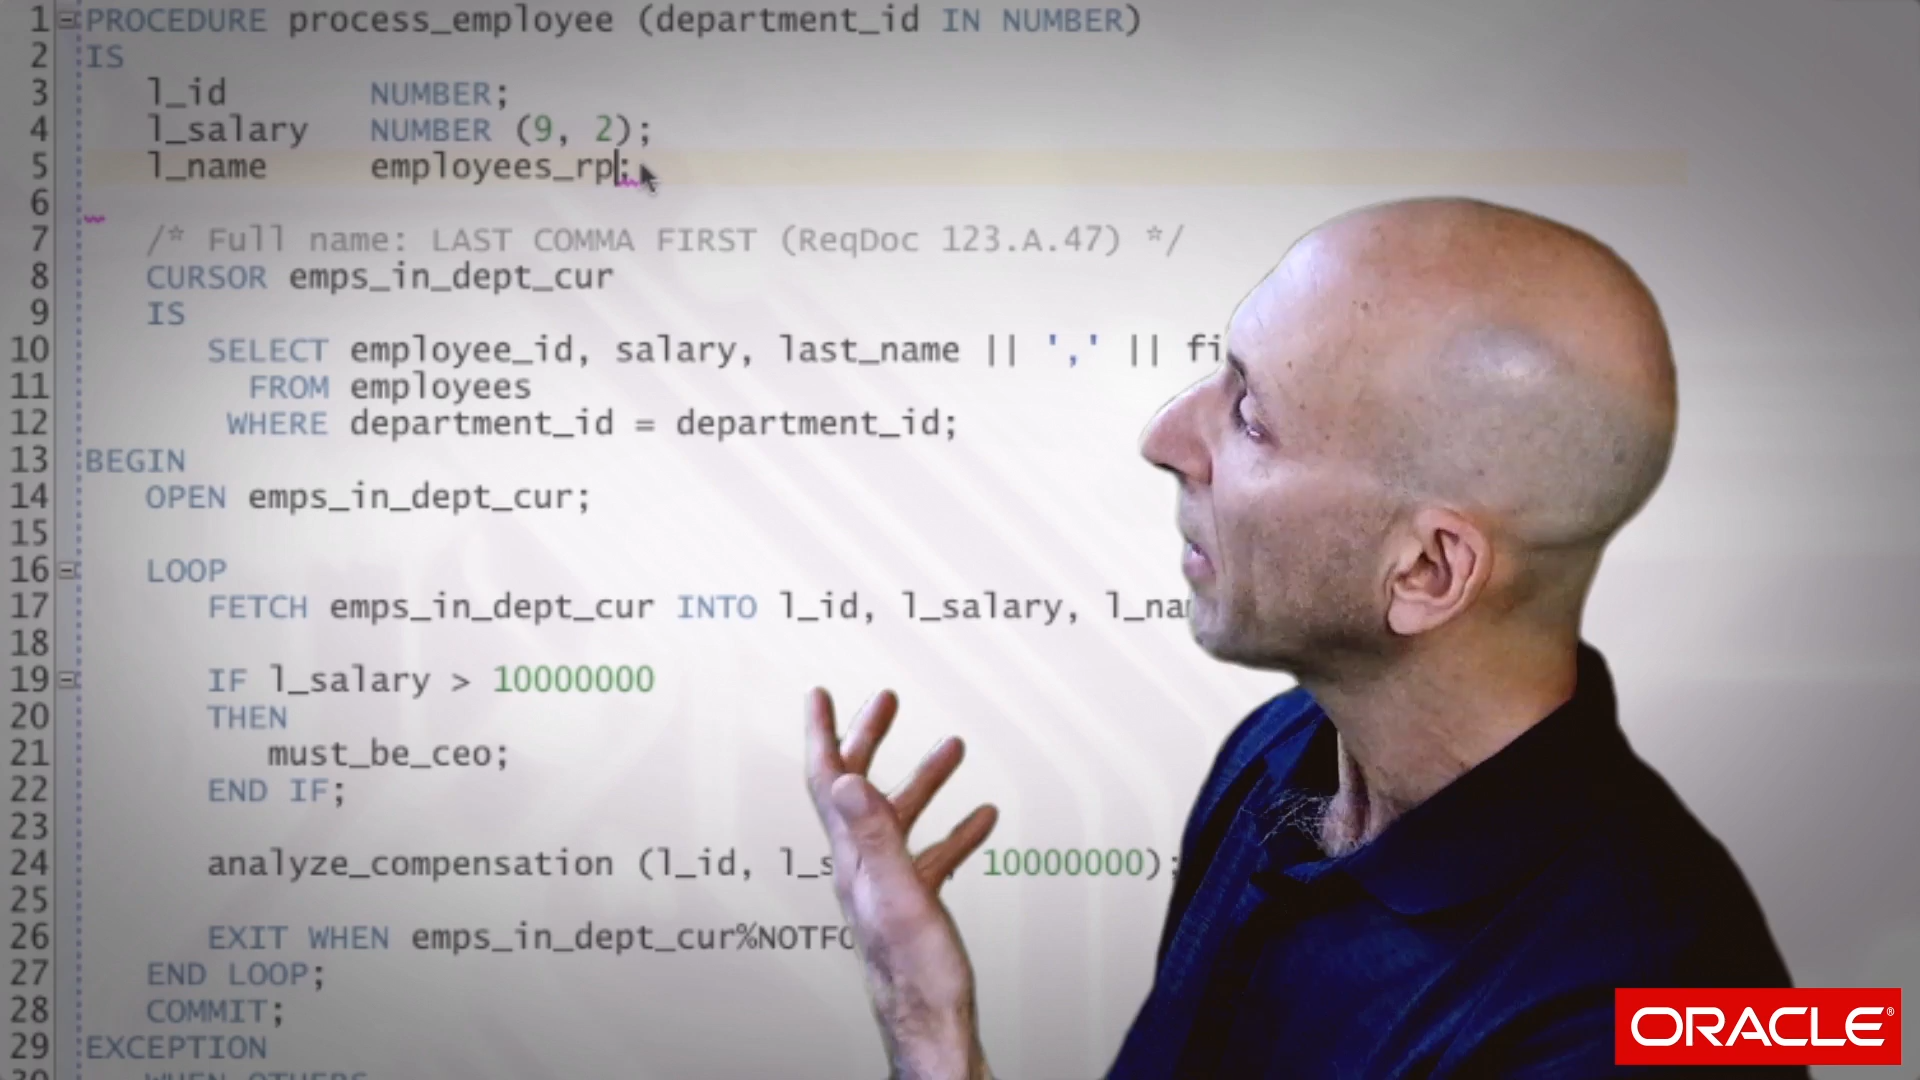 1 PROCEDURE process_employee (department_id IN NUMBER)
2 IS
3 l_id NUMBER;
4 l_salary NUMBER (9, 2);
5 l_name employees_rp;
6
7 /* Full name: LAST COMMA FIRST (ReqDoc 123.A.47) */
8 CURSOR emps_in_dept_cur
9 IS
10 SELECT employee_id, salary, last_name || ',' || fi
11 FROM employees
12 WHERE department_id = department_id;
13 BEGIN
14 OPEN emps_in_dept_cur;
15
16 LOOP
17 FETCH emps_in_dept_cur INTO l_id, l_salary, l_na
18
19 IF l_salary > 10000000
20 THEN
21 must_be_ceo;
22 END IF;
23
24 analyze_compensation (l_id, l_s 10000000);
25
26 EXIT WHEN emps_in_dept_cur%NOTFO
27 END LOOP;
28 COMMIT;
29 EXCEPTION
30 WHEN OTHERS
ORACLE®